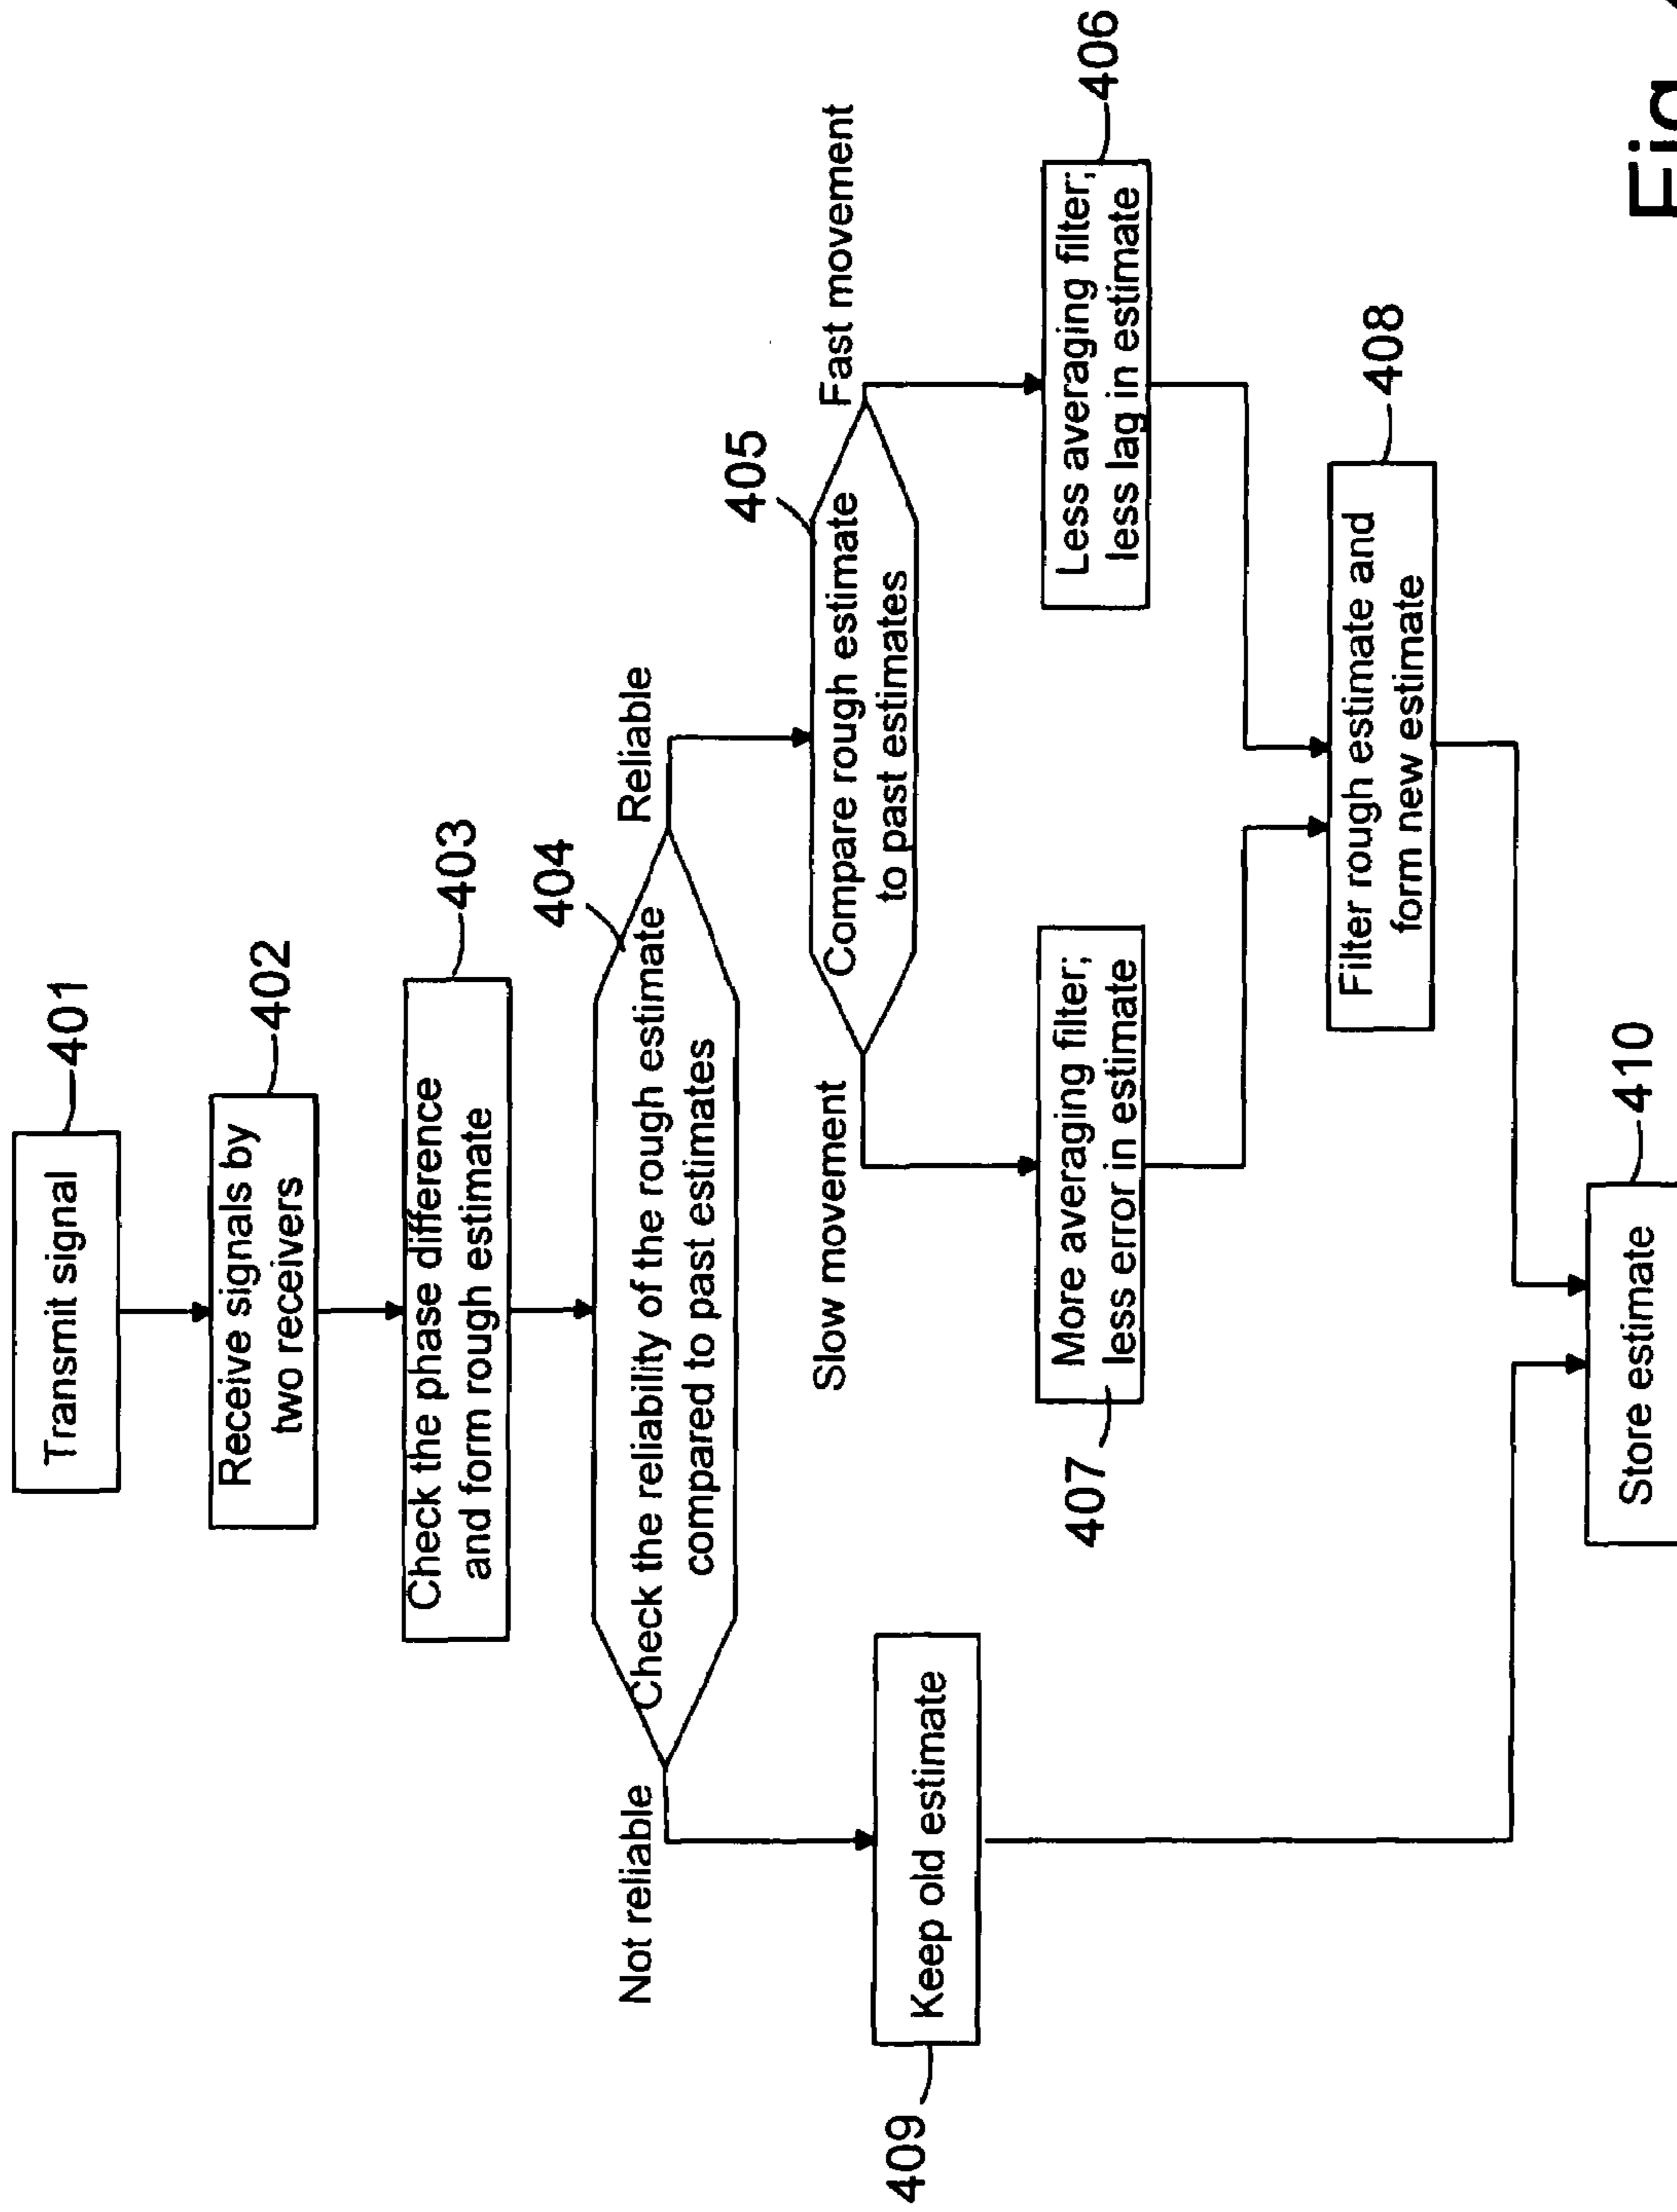 Transmit signal
401
Receive signals by
two receivers
402
Check the phase difference
and form rough estimate
403
404
Check the reliability of the rough estimate
compared to past estimates
Not reliable
Reliable
405
Compare rough estimate
to past estimates
Slow movement
Fast movement
409
Keep old estimate
407
More averaging filter;
less error in estimate
Less averaging filter;
less lag in estimate
406
Filter rough estimate and
form new estimate
408
Store estimate
410
Fig